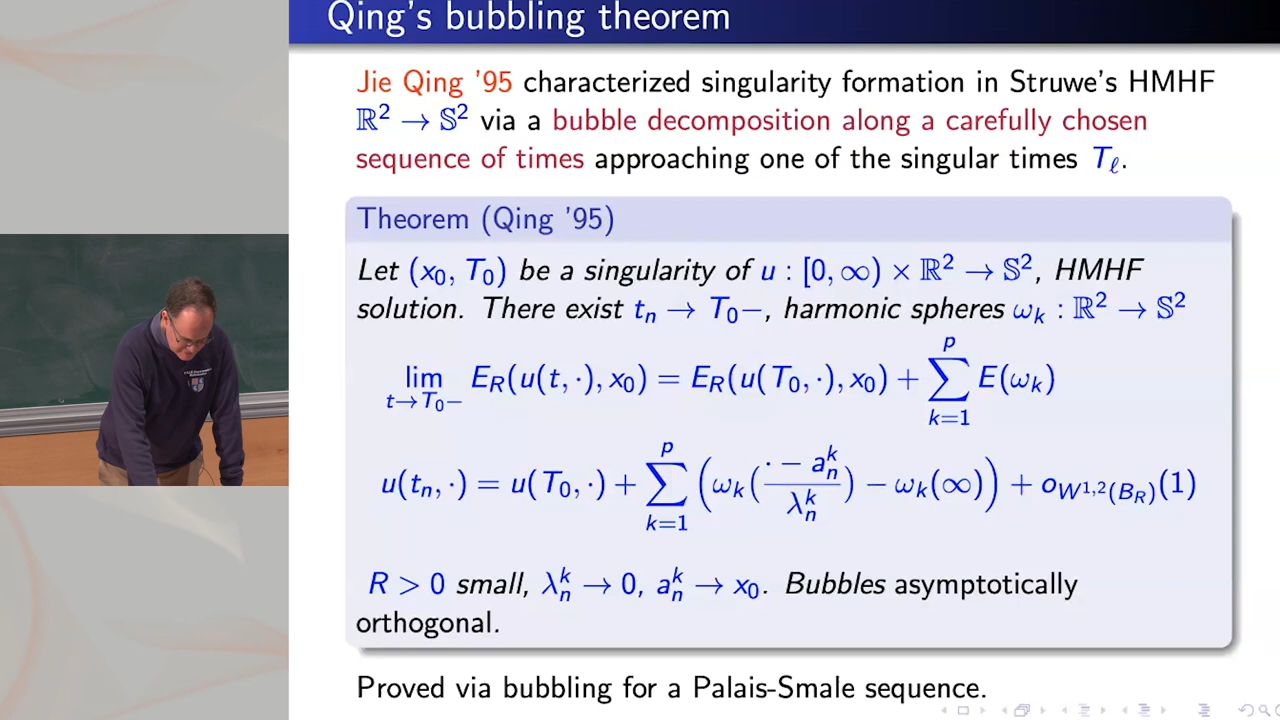 Qing's bubbling theorem
Jie Qing '95 characterized singularity formation in Struwe's HMHF
ℝ² → 𝕊² via a bubble decomposition along a carefully chosen
sequence of times approaching one of the singular times T_ℓ.
Theorem (Qing '95)
Let (x₀, T₀) be a singularity of u : [0, ∞) × ℝ² → 𝕊², HMHF
solution. There exist tₙ → T₀−, harmonic spheres ω_k : ℝ² → 𝕊²
lim_{t→T₀−} E_R(u(t, ·), x₀) = E_R(u(T₀, ·), x₀) + ∑_{k=1}^{p} E(ω_k)
u(tₙ, ·) = u(T₀, ·) + ∑_{k=1}^{p} (ω_k((· − a_n^k)/λ_n^k) − ω_k(∞)) + o_{W^{1,2}(B_R)}(1)
R > 0 small, λ_n^k → 0, a_n^k → x₀. Bubbles asymptotically
orthogonal.
Proved via bubbling for a Palais-Smale sequence.